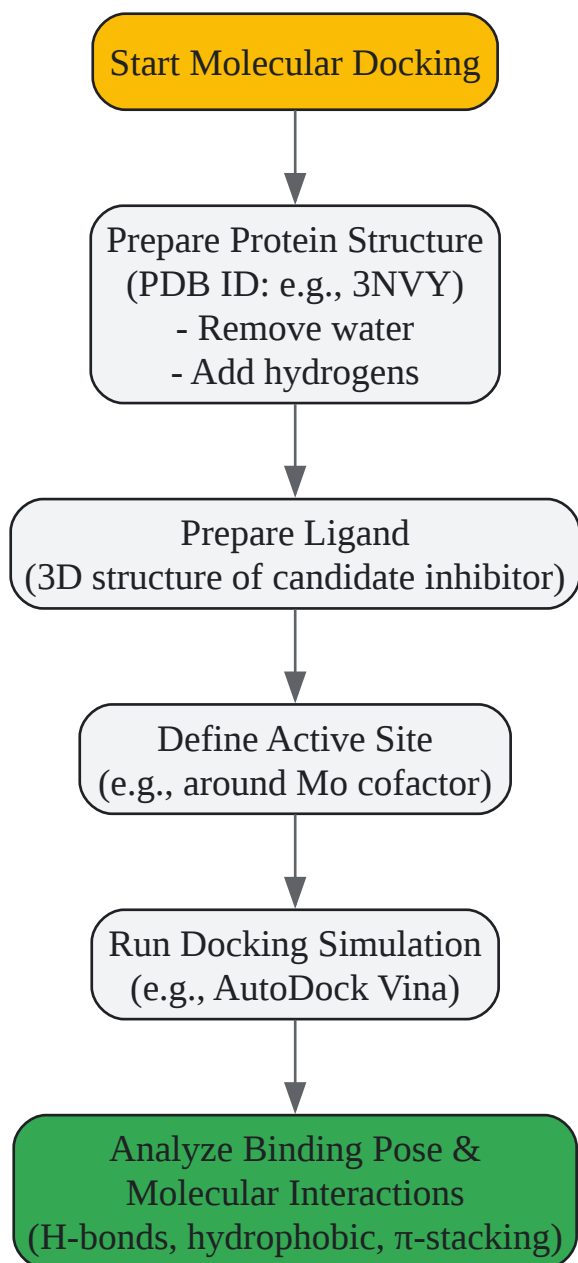 Start Molecular Docking
Prepare Protein Structure
(PDB ID: e.g., 3NVY)
- Remove water
- Add hydrogens
Prepare Ligand
(3D structure of candidate inhibitor)
Define Active Site
(e.g., around Mo cofactor)
Run Docking Simulation
(e.g., AutoDock Vina)
Analyze Binding Pose &
Molecular Interactions
(H-bonds, hydrophobic, π-stacking)